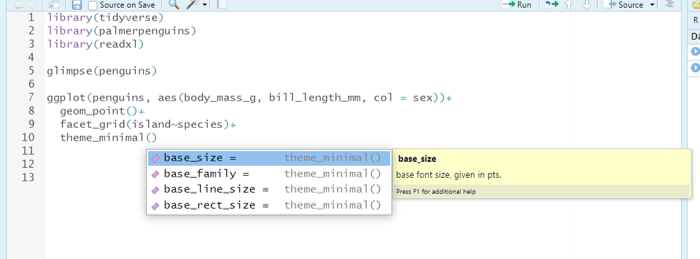 Source on Save
Run
Source
R
Da
1 library(tidyverse)
2 library(palmerpenguins)
3 library(readxl)
4
5 glimpse(penguins)
6
7 ggplot(penguins, aes(body_mass_g, bill_length_mm, col = sex))+
8 geom_point()+
9 facet_grid(island~species)+
10 theme_minimal()
11
12
13
base_size = theme_minimal()
base_family = theme_minimal()
base_line_size = theme_minimal()
base_rect_size = theme_minimal()
base_size
base font size, given in pts.
Press F1 for additional help